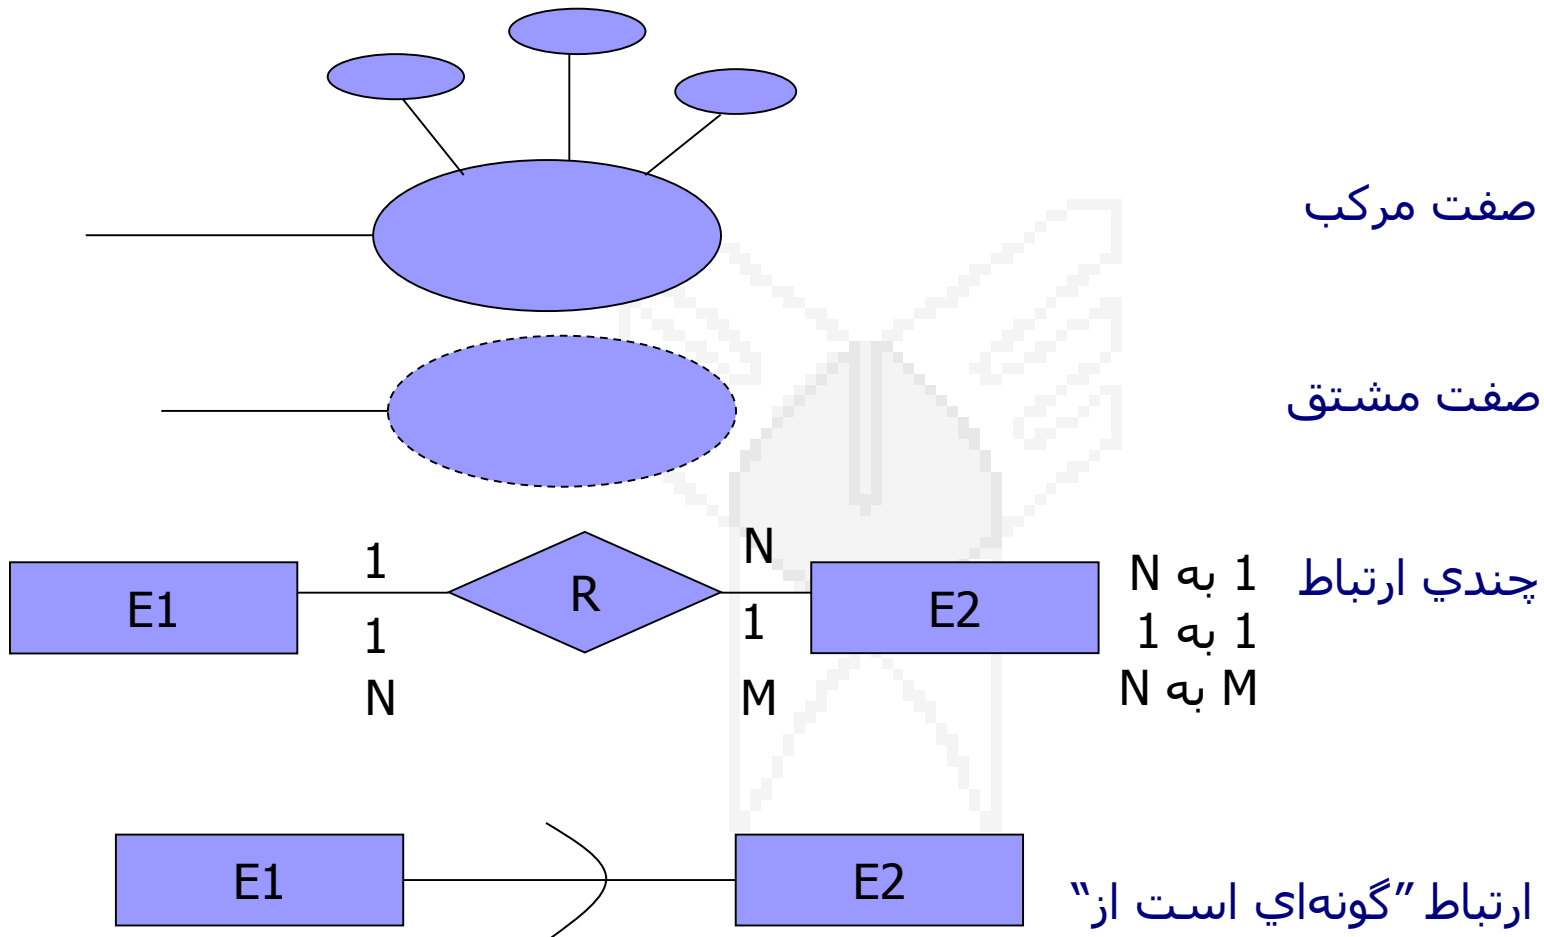 صفت مرکب
صفت مشتق
چندي ارتباط
1 به N
1 به 1
M به N
E1
1
1
N
R
N
1
M
E2
ارتباط ”گونه‌اي است از“
E1
E2